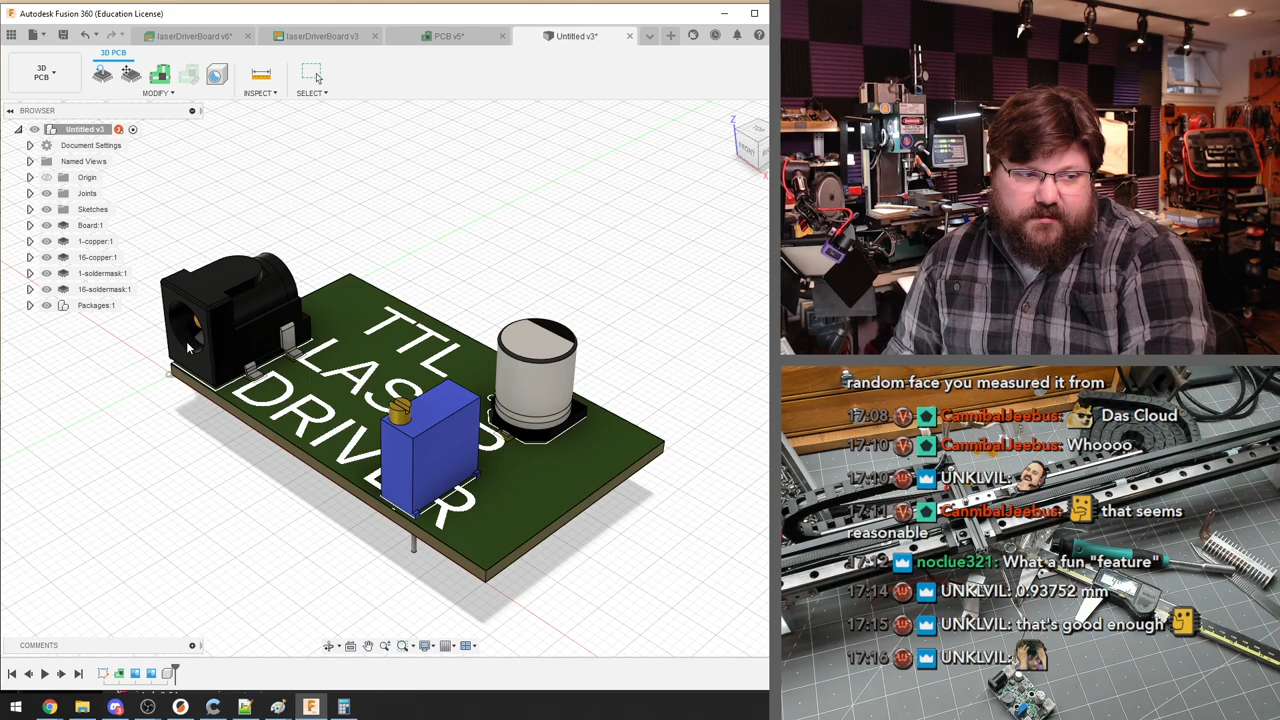 Autodesk Fusion 360 (Education License)
laserDriverBoard v6*
laserDriverBoard v3
PCB v5*
Untitled v3*
3D PCB
3D
PCB
MODIFY
INSPECT
SELECT
BROWSER
Untitled v3
Document Settings
Named Views
Origin
Joints
Sketches
Board:1
1-copper:1
16-copper:1
1-soldermask:1
16-soldermask:1
Packages:1
Z
FRONT
X
TTL
LASER
DRIVER
COMMENTS
DANGER
random face you measured it from
17:08 CannibalJeebus: Das Cloud
17:10 CannibalJeebus: Whoooo
17:10 UNKLVIL:
17:11 CannibalJeebus: that seems
reasonable
17:12 noclue321: What a fun "feature"
17:14 UNKLVIL: 0.93752 mm
17:15 UNKLVIL: that's good enough
17:16 UNKLVIL: